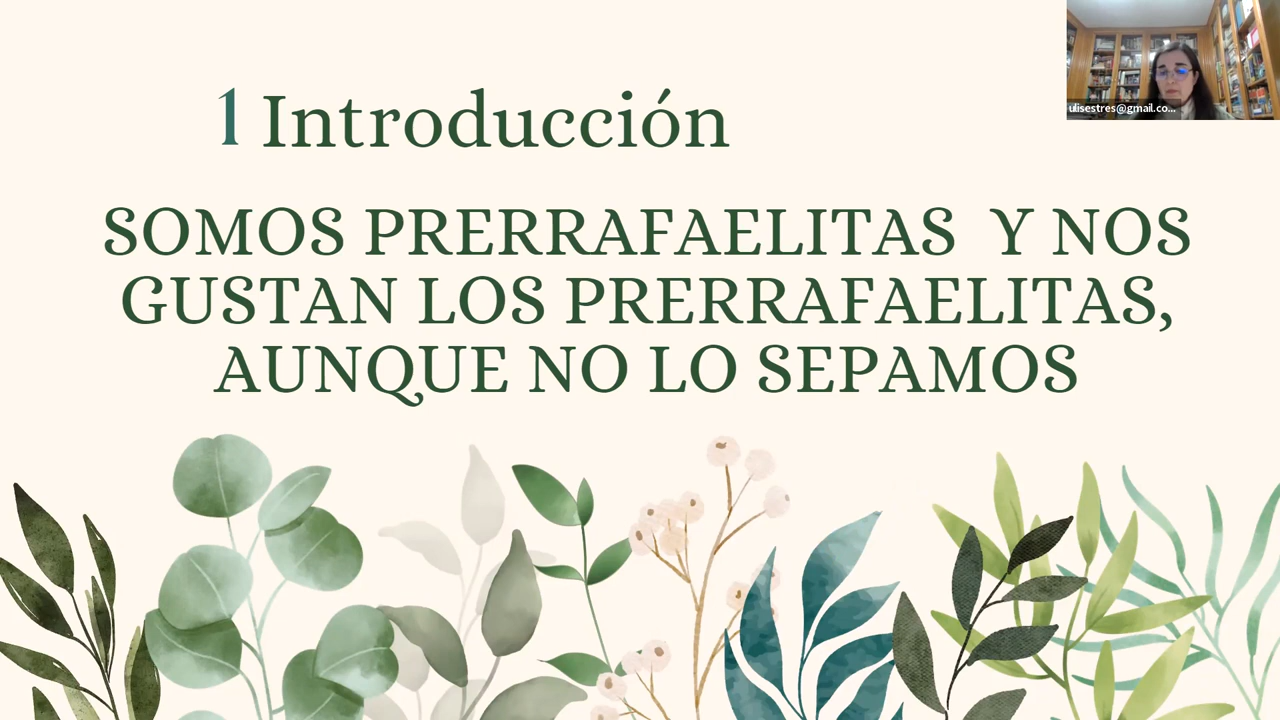 1 Introducción
SOMOS PRERRAFAELITAS Y NOS
GUSTAN LOS PRERRAFAELITAS,
AUNQUE NO LO SEPAMOS
ulisestres@gmail.co...